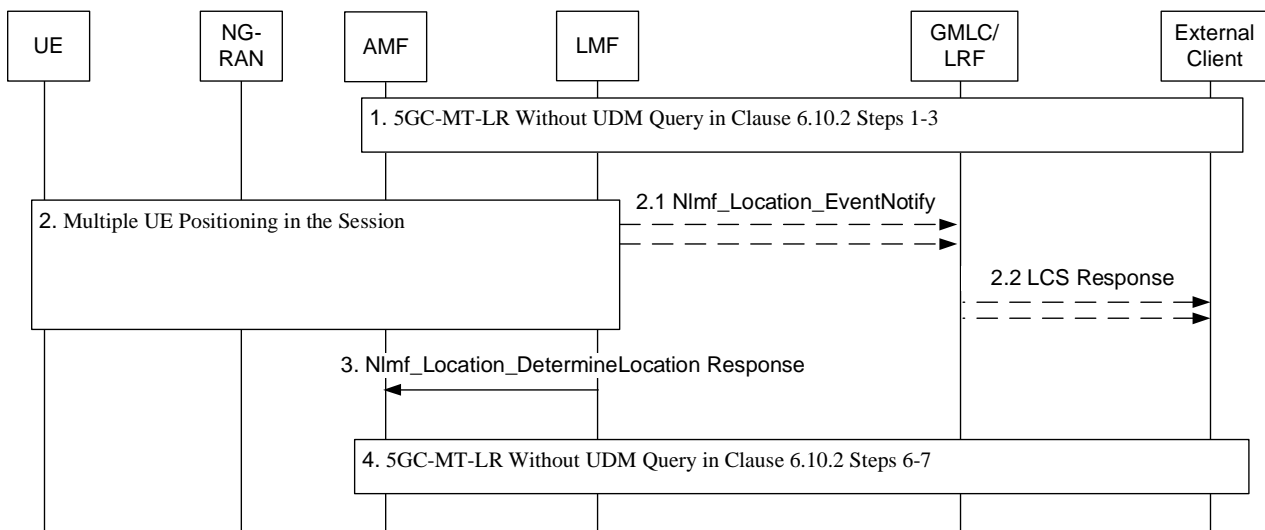 UE
NG-
RAN
AMF
LMF
GMLC/
LRF
External
Client
1. 5GC-MT-LR Without UDM Query in Clause 6.10.2 Steps 1-3
2. Multiple UE Positioning in the Session
2.1 Nlmf_Location_EventNotify
2.2 LCS Response
3. Nlmf_Location_DetermineLocation Response
4. 5GC-MT-LR Without UDM Query in Clause 6.10.2 Steps 6-7